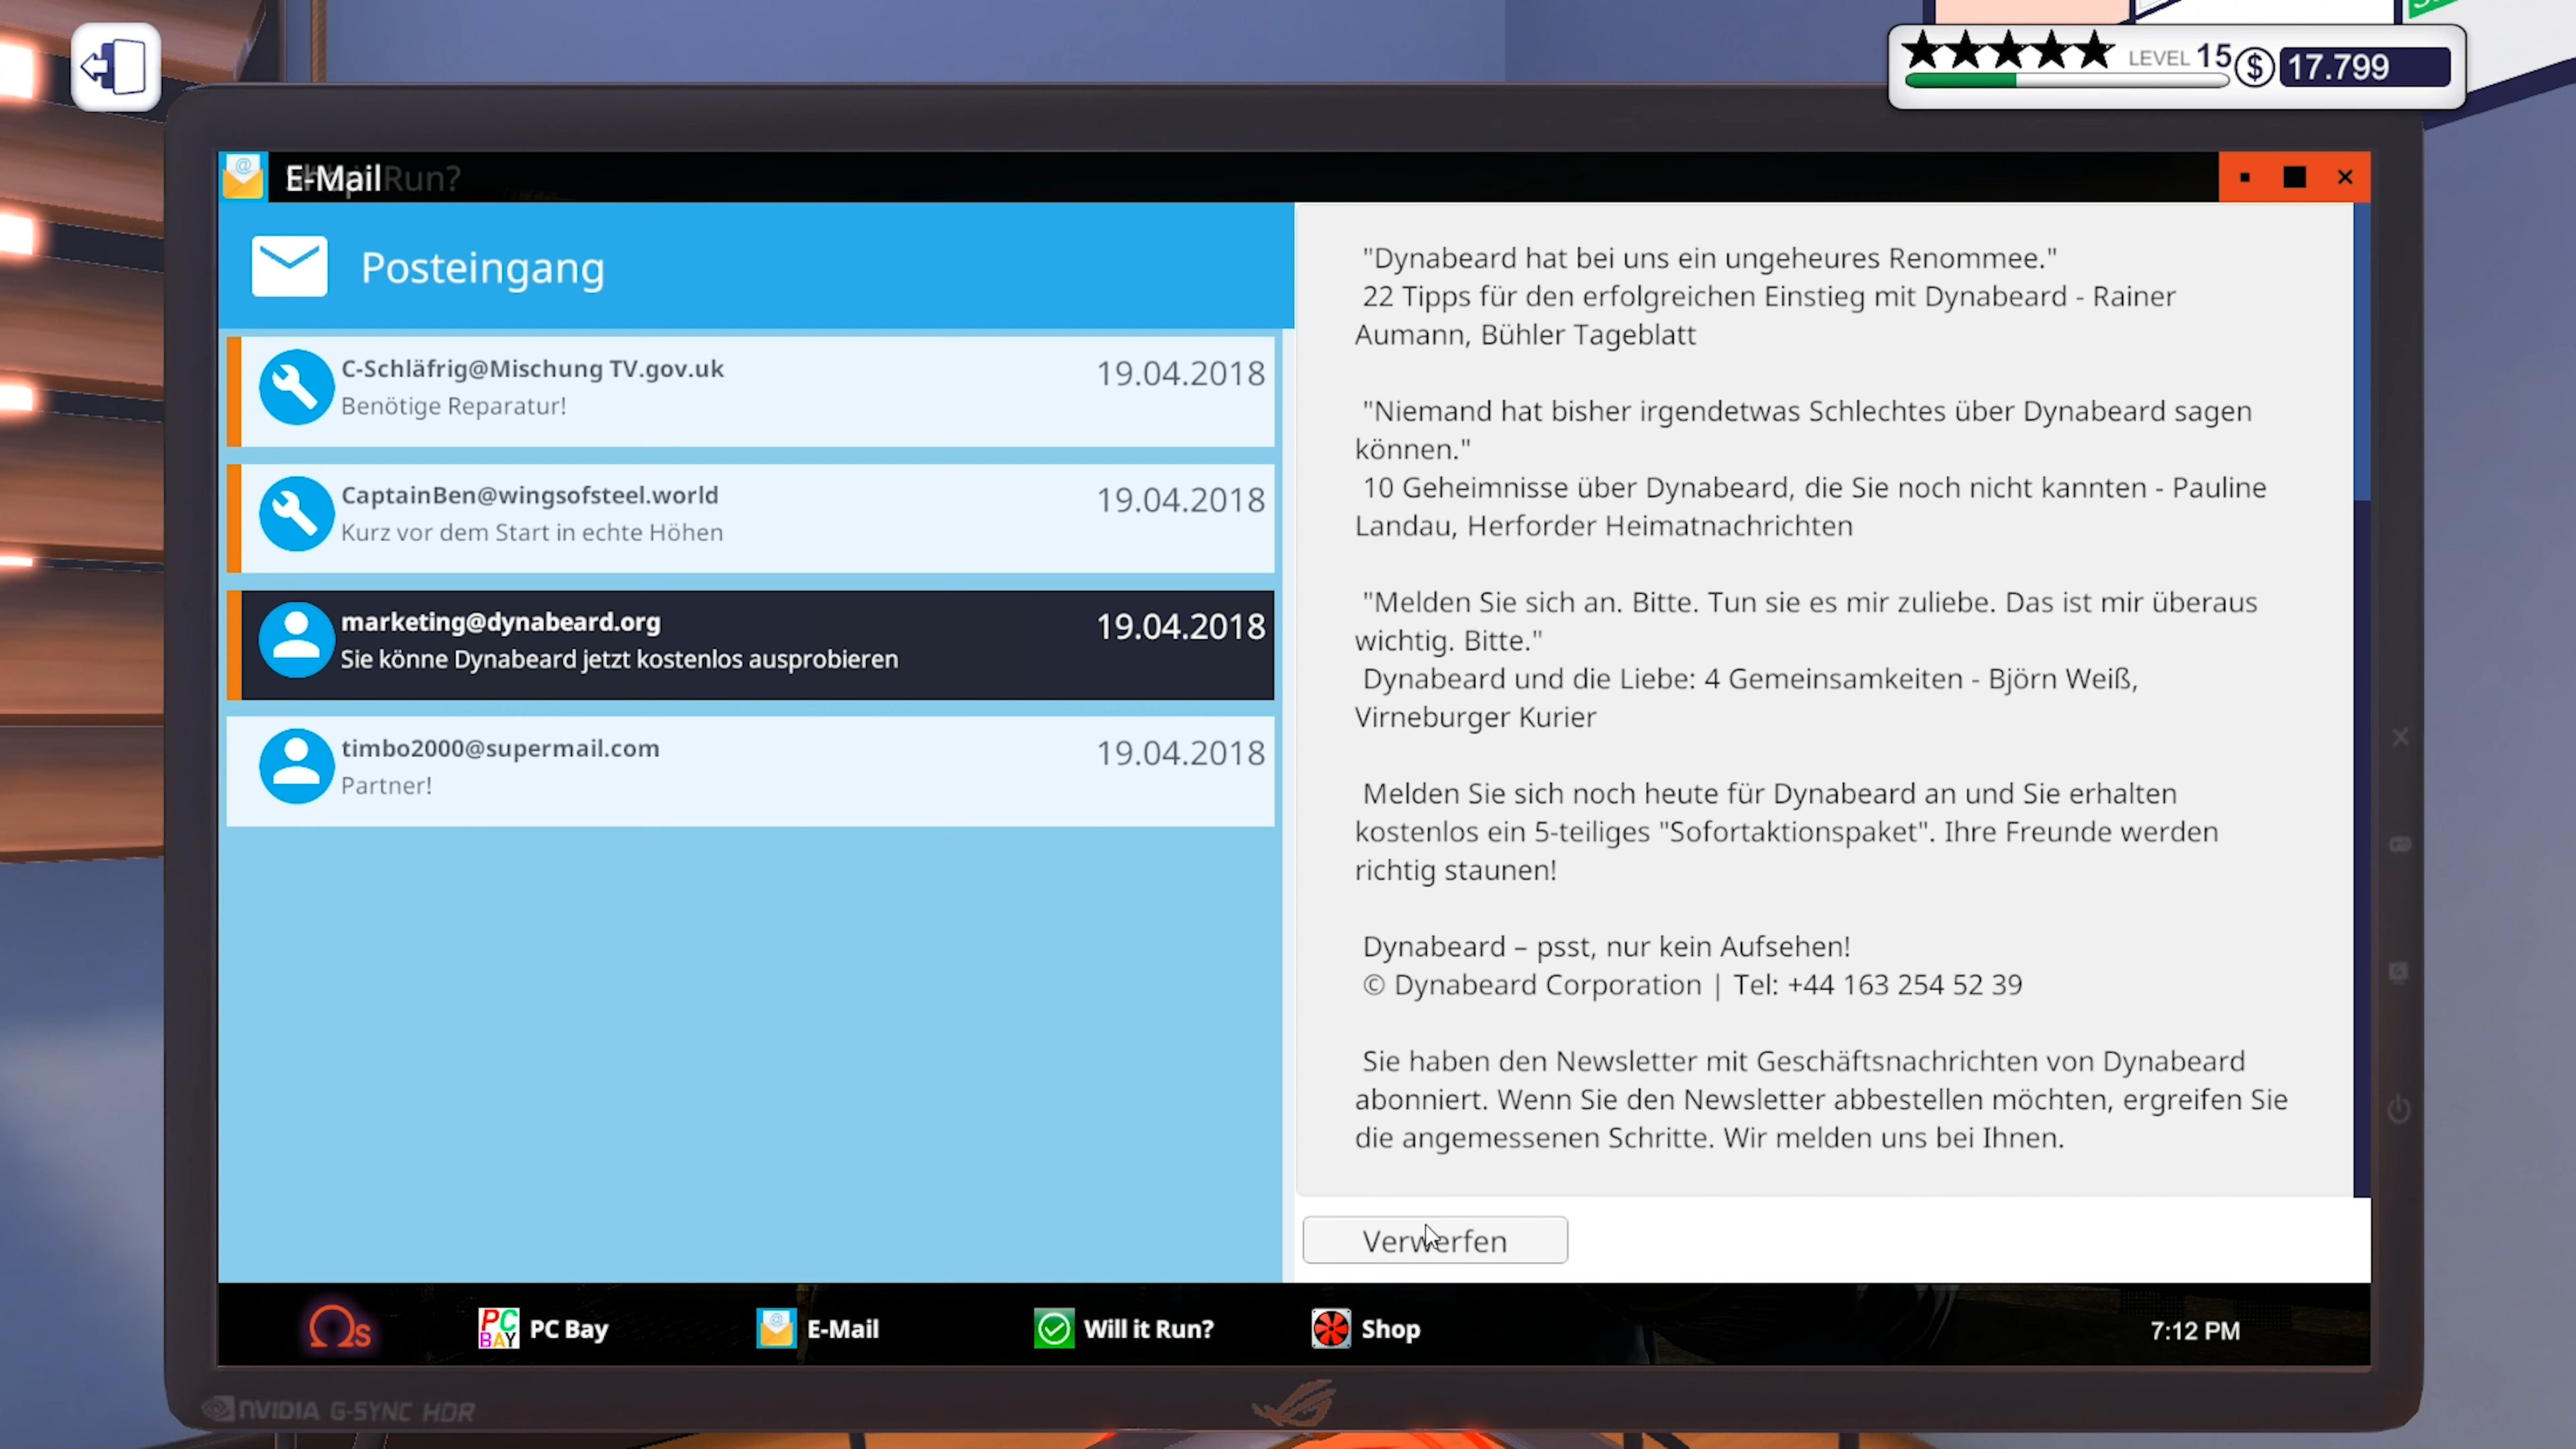 LEVEL 15
$ 17.799
E-Mail
Posteingang
C-Schläfrig@Mischung TV.gov.uk
19.04.2018
Benötige Reparatur!
CaptainBen@wingsofsteel.world
19.04.2018
Kurz vor dem Start in echte Höhen
marketing@dynabeard.org
19.04.2018
Sie könne Dynabeard jetzt kostenlos ausprobieren
timbo2000@supermail.com
19.04.2018
Partner!
"Dynabeard hat bei uns ein ungeheures Renommee."
22 Tipps für den erfolgreichen Einstieg mit Dynabeard - Rainer
Aumann, Bühler Tageblatt
"Niemand hat bisher irgendetwas Schlechtes über Dynabeard sagen
können."
10 Geheimnisse über Dynabeard, die Sie noch nicht kannten - Pauline
Landau, Herforder Heimatnachrichten
"Melden Sie sich an. Bitte. Tun sie es mir zuliebe. Das ist mir überaus
wichtig. Bitte."
Dynabeard und die Liebe: 4 Gemeinsamkeiten - Björn Weiß,
Virneburger Kurier
Melden Sie sich noch heute für Dynabeard an und Sie erhalten
kostenlos ein 5-teiliges "Sofortaktionspaket". Ihre Freunde werden
richtig staunen!
Dynabeard – psst, nur kein Aufsehen!
© Dynabeard Corporation | Tel: +44 163 254 52 39
Sie haben den Newsletter mit Geschäftsnachrichten von Dynabeard
abonniert. Wenn Sie den Newsletter abbestellen möchten, ergreifen Sie
die angemessenen Schritte. Wir melden uns bei Ihnen.
Verwerfen
Ωs
PC BAY PC Bay
E-Mail
Will it Run?
Shop
7:12 PM
NVIDIA G-SYNC HDR